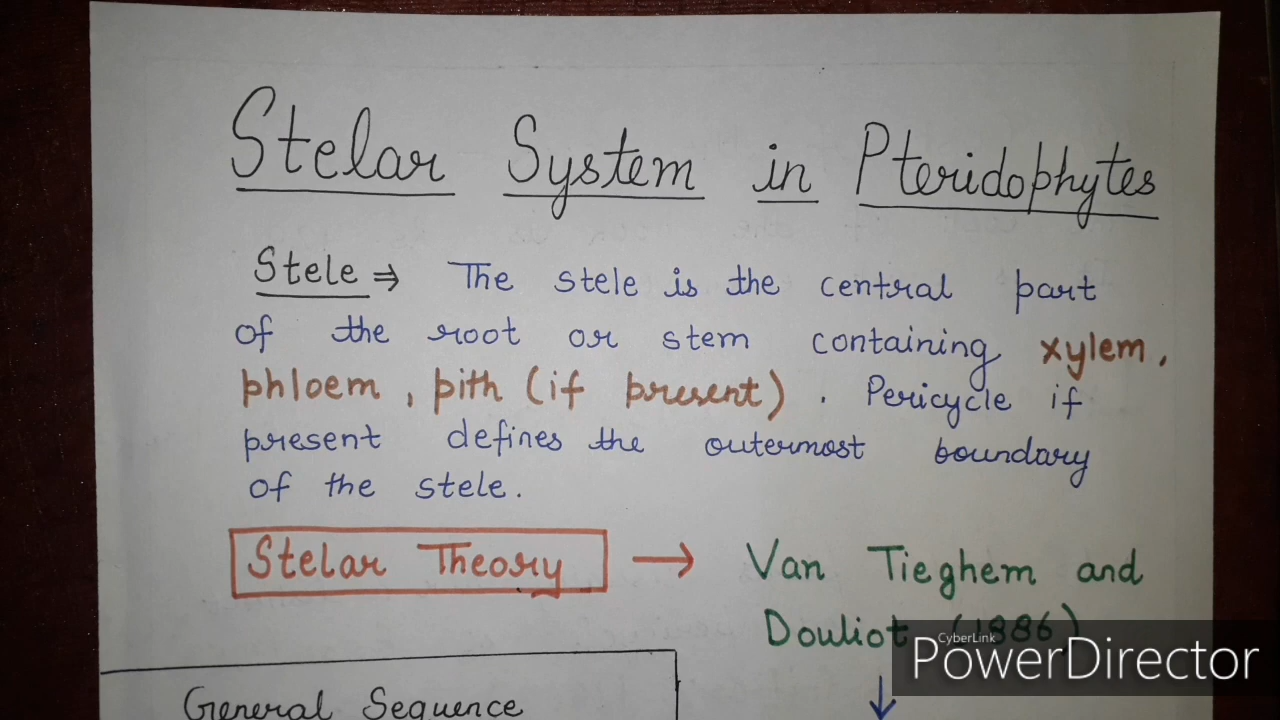 Stelar System in Pteridophytes
Stele ⇒ The stele is the central part
of the root or stem containing xylem,
phloem, pith (if present). Pericycle if
present defines the outermost boundary
of the stele.
Stelar Theory → Van Tieghem and
Douliot (1886)
CyberLink
PowerDirector
General Sequence